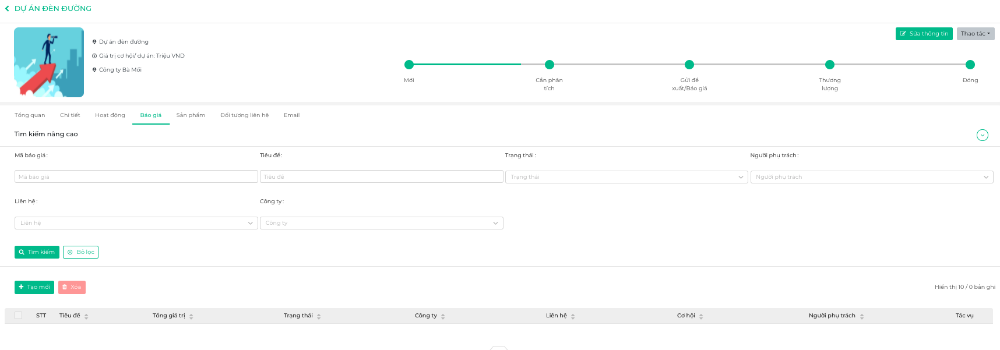 DỰ ÁN ĐÈN ĐƯỜNG
Sửa thông tin
Thao tác
Dự án đèn đường
Giá trị cơ hội/ dự án: Triệu VND
Công ty Bà Mối
Mới
Cần phân tích
Gửi đề xuất/Báo giá
Thương lượng
Đóng
Tổng quan
Chi tiết
Hoạt động
Báo giá
Sản phẩm
Đối tượng liên hệ
Email
Tìm kiếm nâng cao
Mã báo giá:
Tiêu đề:
Trạng thái:
Người phụ trách:
Mã báo giá
Tiêu đề
Trạng thái
Người phụ trách
Liên hệ:
Công ty:
Liên hệ
Công ty
Tìm kiếm
Bỏ lọc
Tạo mới
Xóa
Hiển thị 10 / 0 bản ghi
STT
Tiêu đề
Tổng giá trị
Trạng thái
Công ty
Liên hệ
Cơ hội
Người phụ trách
Tác vụ